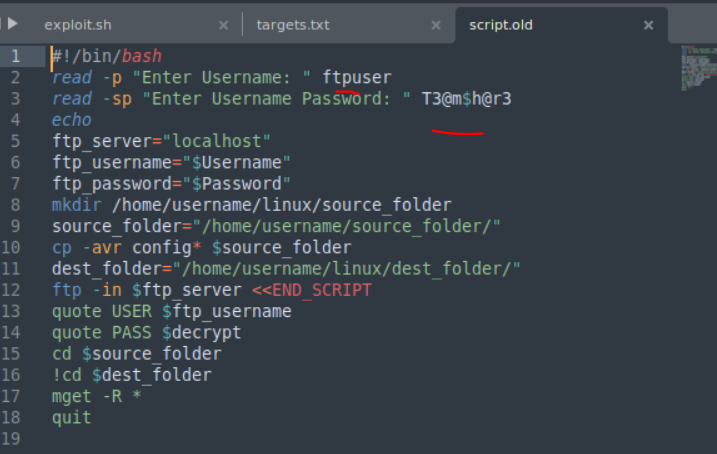 exploit.sh × targets.txt × script.old ×
1 #!/bin/bash
2 read -p "Enter Username: " ftpuser
3 read -sp "Enter Username Password: " T3@m$h@r3
4 echo
5 ftp_server="localhost"
6 ftp_username="$Username"
7 ftp_password="$Password"
8 mkdir /home/username/linux/source_folder
9 source_folder="/home/username/source_folder/"
10 cp -avr config* $source_folder
11 dest_folder="/home/username/linux/dest_folder/"
12 ftp -in $ftp_server <<END_SCRIPT
13 quote USER $ftp_username
14 quote PASS $decrypt
15 cd $source_folder
16 !cd $dest_folder
17 mget -R *
18 quit
19